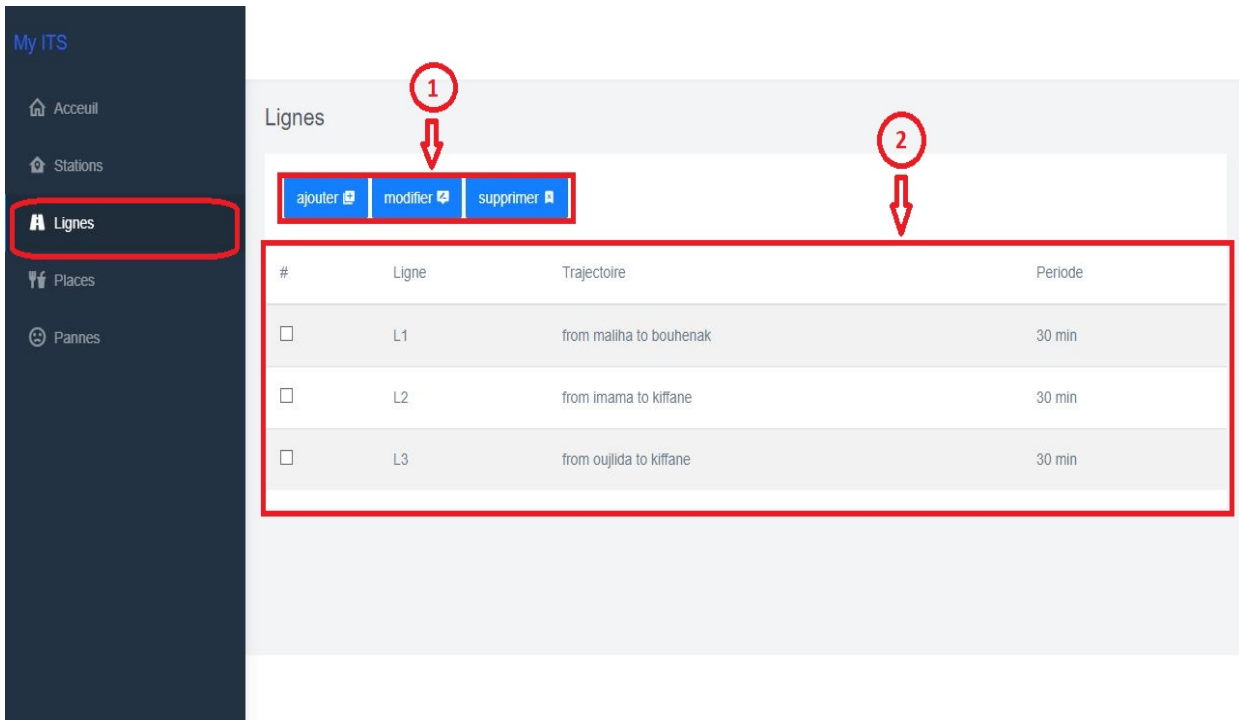 My ITS
Acceuil
Stations
Lignes
Places
Pannes
1
2
Lignes
ajouter modifier supprimer
# Ligne Trajectoire Periode
L1 from maliha to bouhenak 30 min
L2 from imama to kiffane 30 min
L3 from oujlida to kiffane 30 min